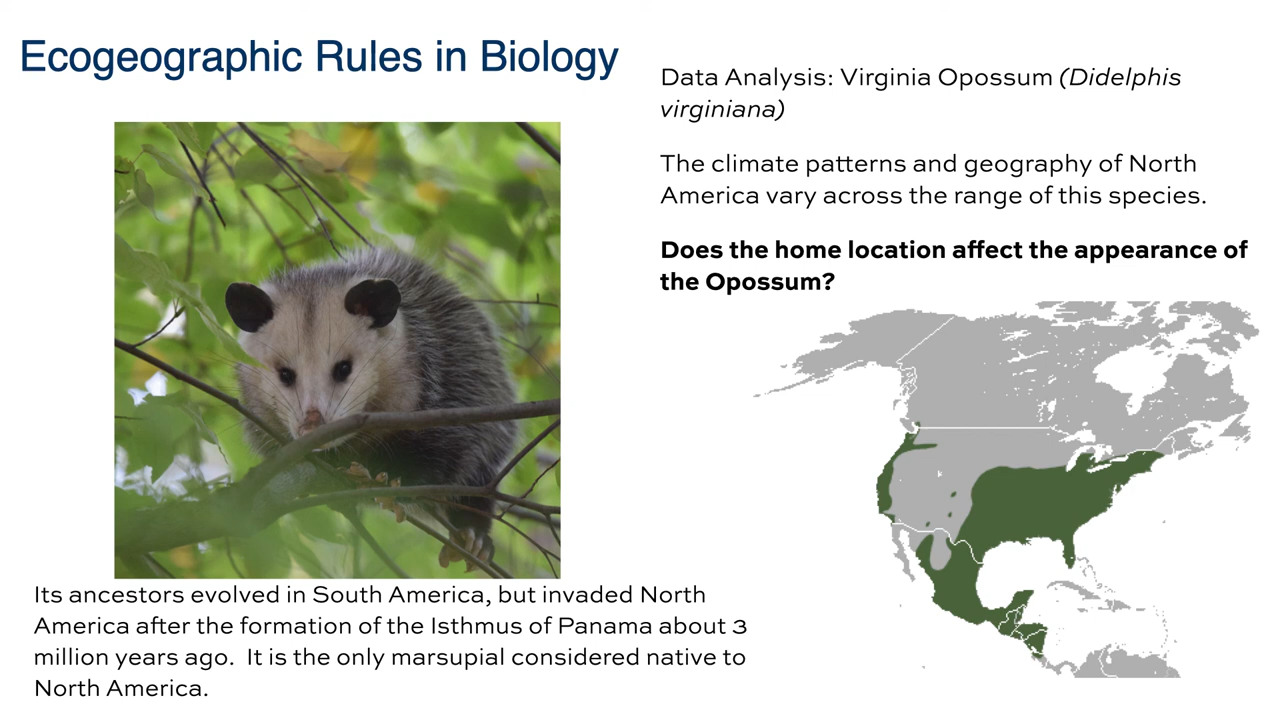 Ecogeographic Rules in Biology
Data Analysis: Virginia Opossum (Didelphis
virginiana)
The climate patterns and geography of North
America vary across the range of this species.
Does the home location affect the appearance of
the Opossum?
Its ancestors evolved in South America, but invaded North
America after the formation of the Isthmus of Panama about 3
million years ago.  It is the only marsupial considered native to
North America.